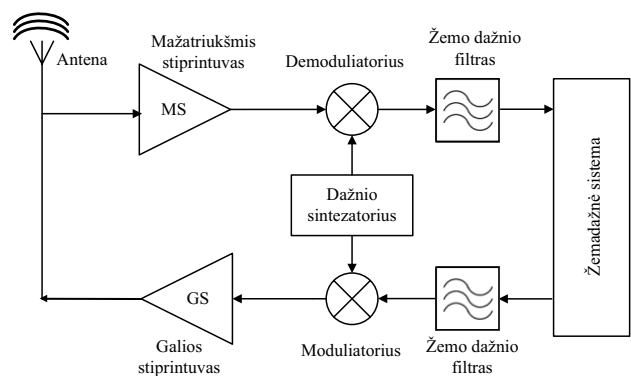 Antena
Mažatriukšmis
stiprintuvas
MS
Demoduliatorius
Žemo dažnio
filtras
Dažnio
sintezatorius
Žemadažnė sistema
GS
Galios
stiprintuvas
Moduliatorius
Žemo dažnio
filtras